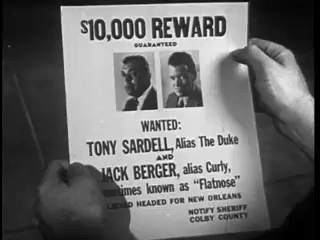 $10,000 REWARD
GUARANTEED
WANTED:
TONY SARDELL, Alias The Duke
AND
JACK BERGER, alias Curly,
times known as "Flatnose"
HEADED FOR NEW ORLEANS
NOTIFY SHERIFF
COLBY COUNTY